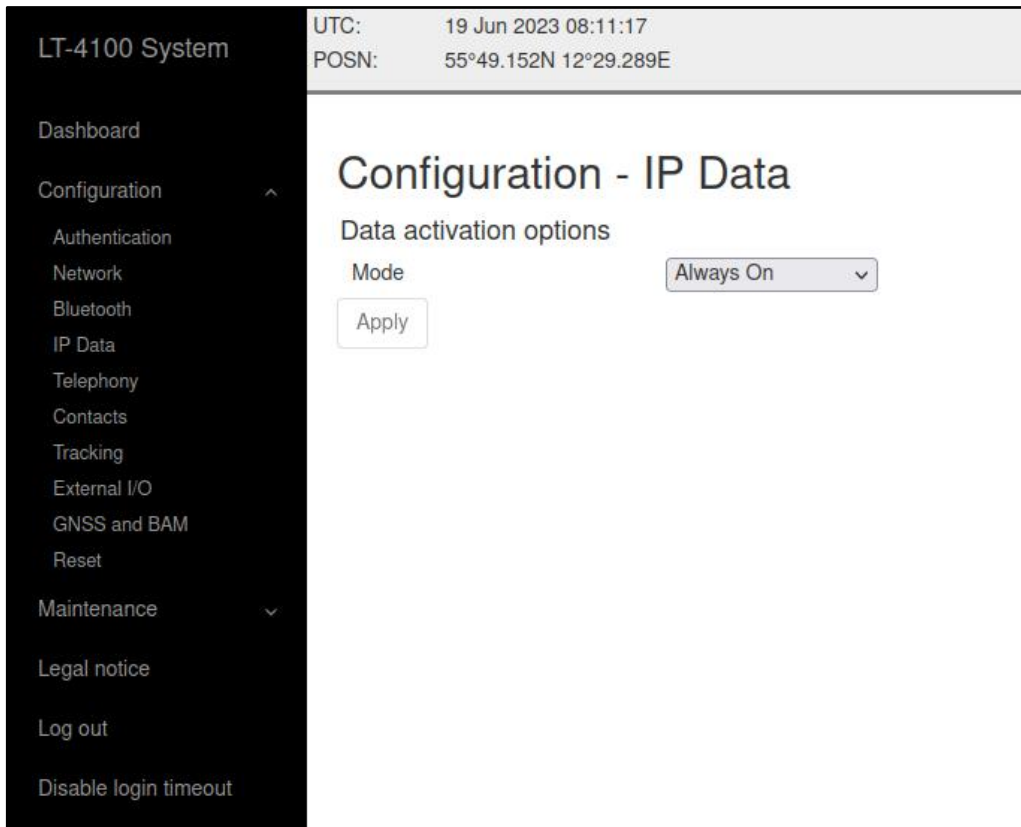 LT-4100 System
UTC: 19 Jun 2023 08:11:17
POSN: 55°49.152N 12°29.289E
Dashboard
Configuration
Authentication
Network
Bluetooth
IP Data
Telephony
Contacts
Tracking
External I/O
GNSS and BAM
Reset
Maintenance
Legal notice
Log out
Disable login timeout
Configuration - IP Data
Data activation options
Mode Always On
Apply